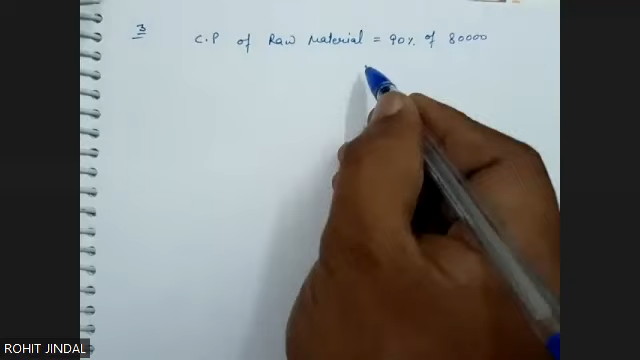 3
C.P of Raw Material = 90% of 80000
ROHIT JINDAL